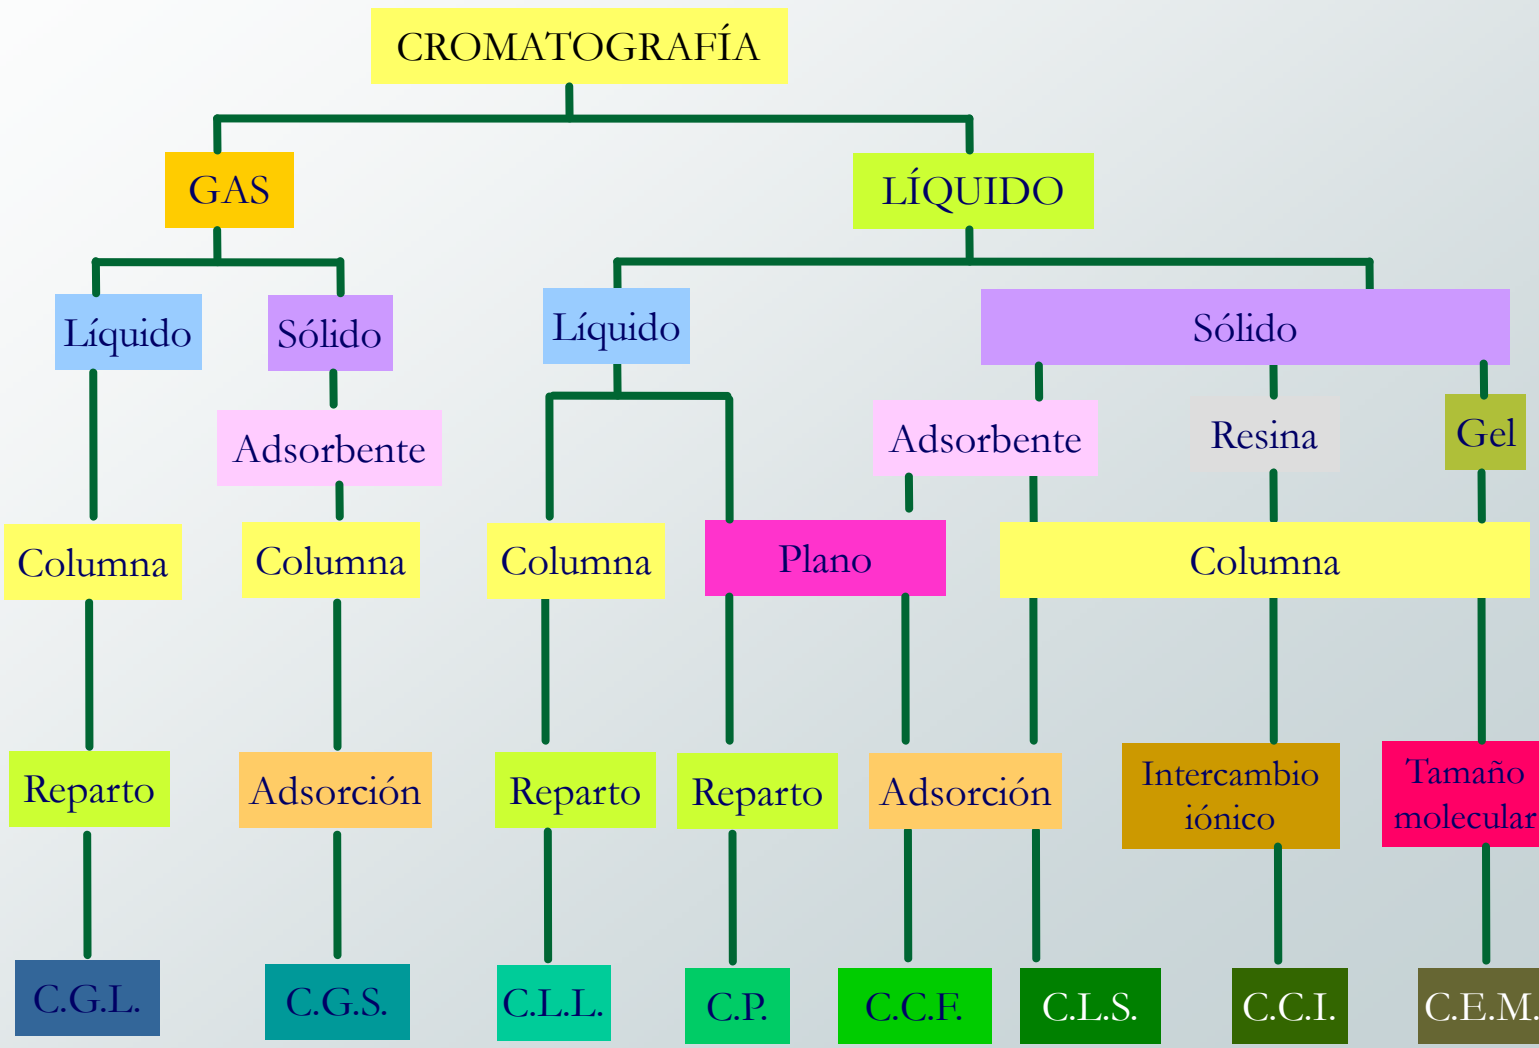 CROMATOGRAFÍA
GAS
LÍQUIDO
Líquido
Sólido
Líquido
Sólido
Adsorbente
Adsorbente
Resina
Gel
Columna
Columna
Columna
Plano
Columna
Reparto
Adsorción
Reparto
Reparto
Adsorción
Intercambio
iónico
Tamaño
molecular
C.G.L.
C.G.S.
C.L.L.
C.P.
C.C.F.
C.L.S.
C.C.I.
C.E.M.